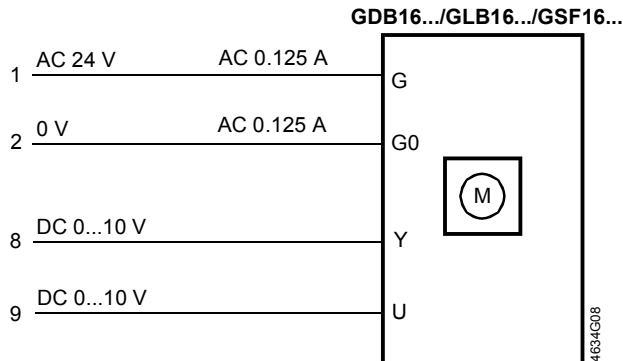 GDB16.../GLB16.../GSF16...
1 AC 24 V AC 0.125 A G
2 0 V AC 0.125 A G0
M
8 DC 0...10 V Y
9 DC 0...10 V U
4634G08